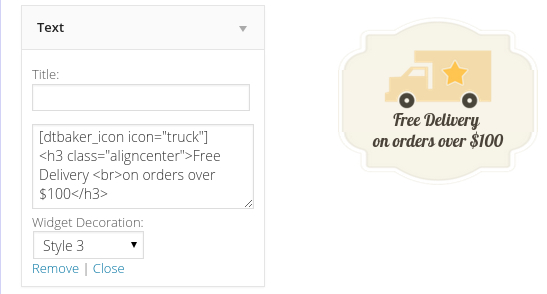 Text
Title:
[dtbaker_icon icon="truck"]
<h3 class="aligncenter">Free
Delivery <br>on orders over
$100</h3>
Widget Decoration:
Style 3
Remove | Close
Free Delivery
on orders over $100